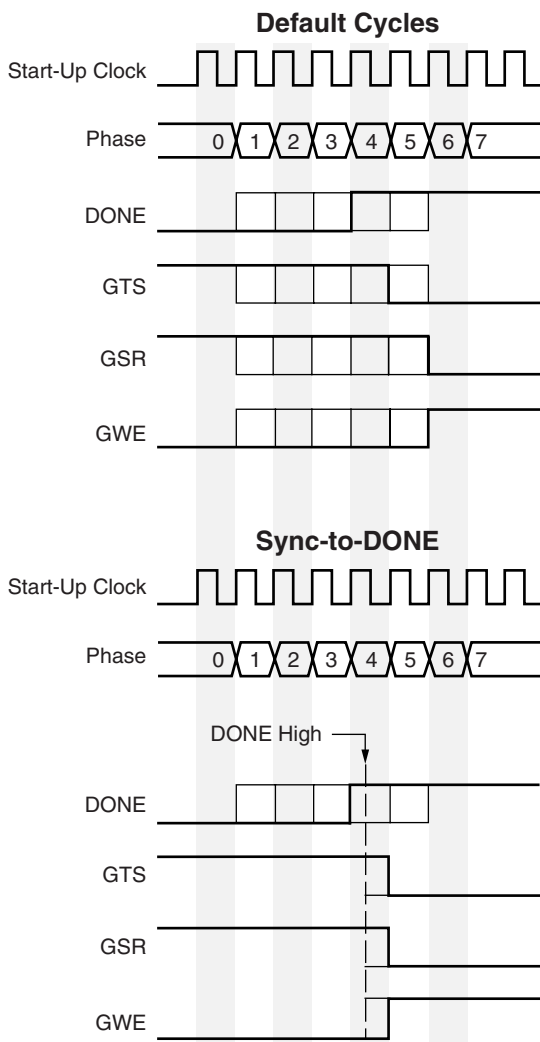 Default Cycles
Start-Up Clock
Phase
0 1 2 3 4 5 6 7
DONE
GTS
GSR
GWE
Sync-to-DONE
Start-Up Clock
Phase
0 1 2 3 4 5 6 7
DONE High
DONE
GTS
GSR
GWE